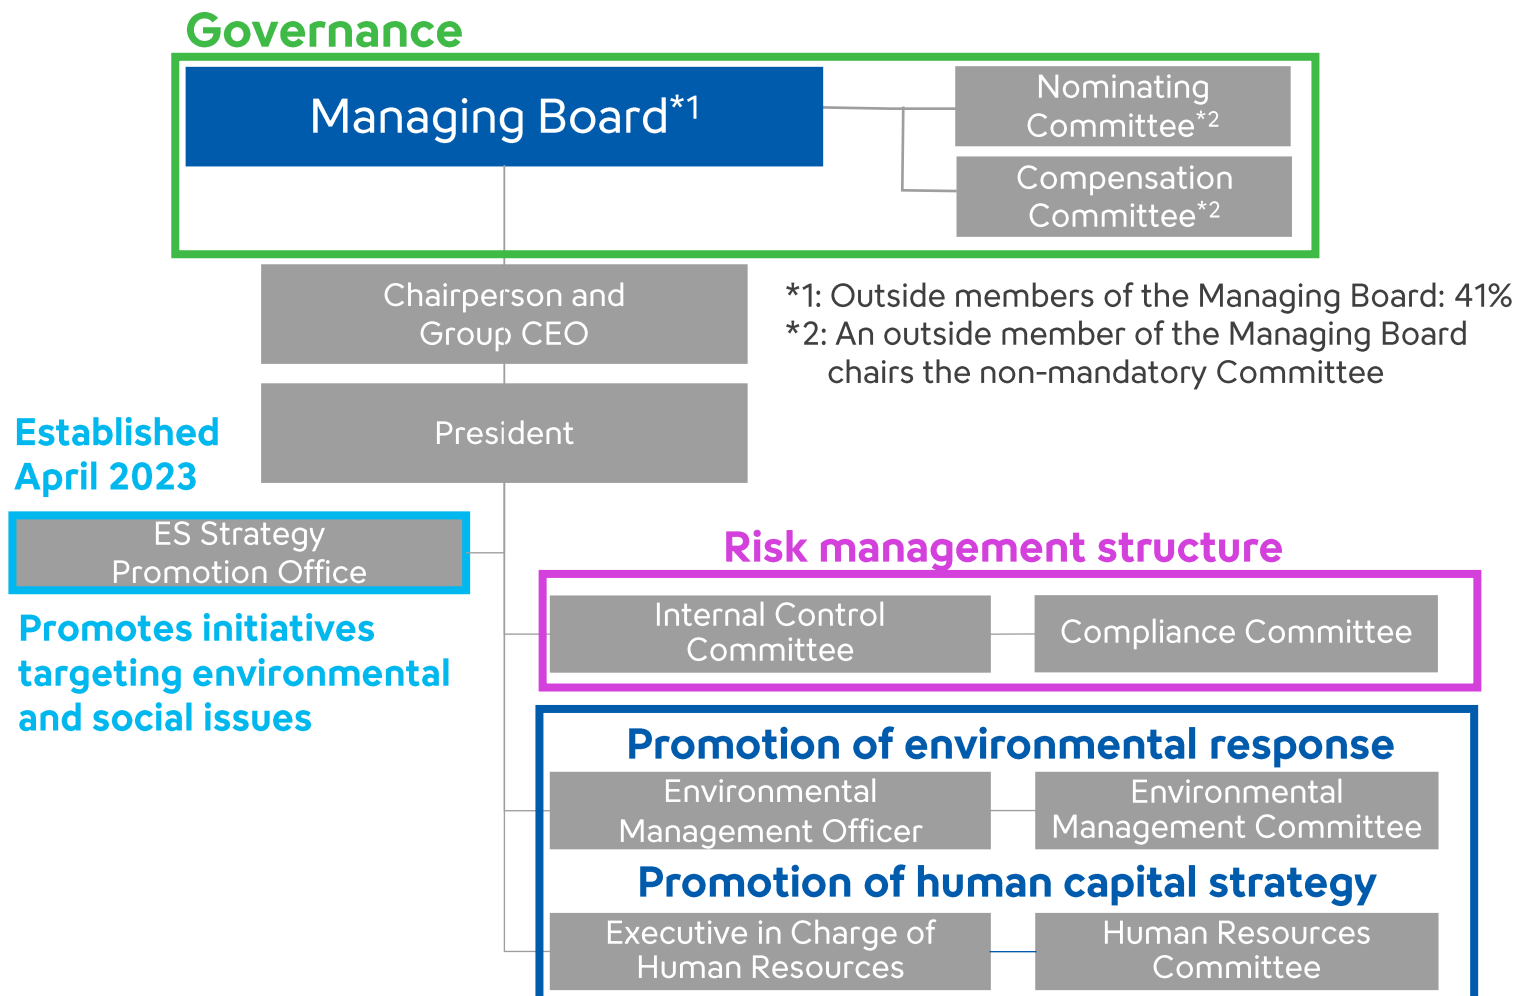 Governance
Managing Board*1
Nominating
Committee*2
Compensation
Committee*2
Chairperson and
Group CEO
*1: Outside members of the Managing Board: 41%
*2: An outside member of the Managing Board
chairs the non-mandatory Committee
President
Established
April 2023
ES Strategy
Promotion Office
Promotes initiatives
targeting environmental
and social issues
Risk management structure
Internal Control
Committee
Compliance Committee
Promotion of environmental response
Environmental
Management Officer
Environmental
Management Committee
Promotion of human capital strategy
Executive in Charge of
Human Resources
Human Resources
Committee